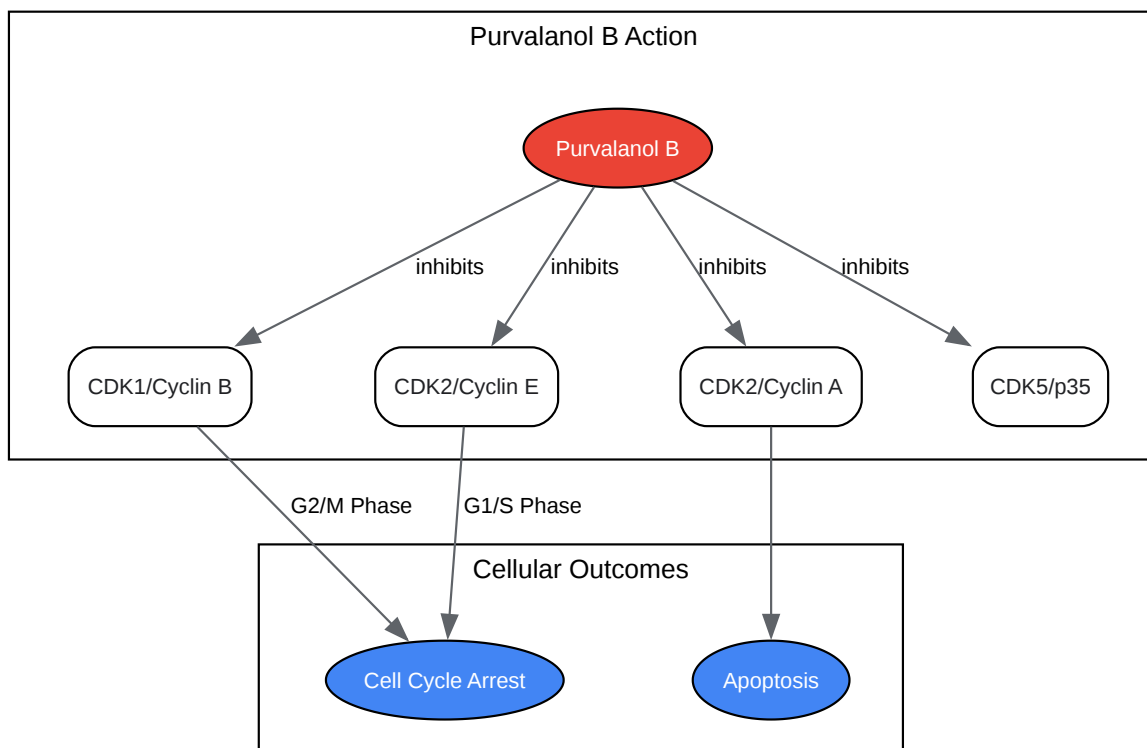 Purvalanol B Action
Purvalanol B
inhibits
inhibits
inhibits
inhibits
CDK1/Cyclin B
CDK2/Cyclin E
CDK2/Cyclin A
CDK5/p35
G2/M Phase
G1/S Phase
Cellular Outcomes
Cell Cycle Arrest
Apoptosis